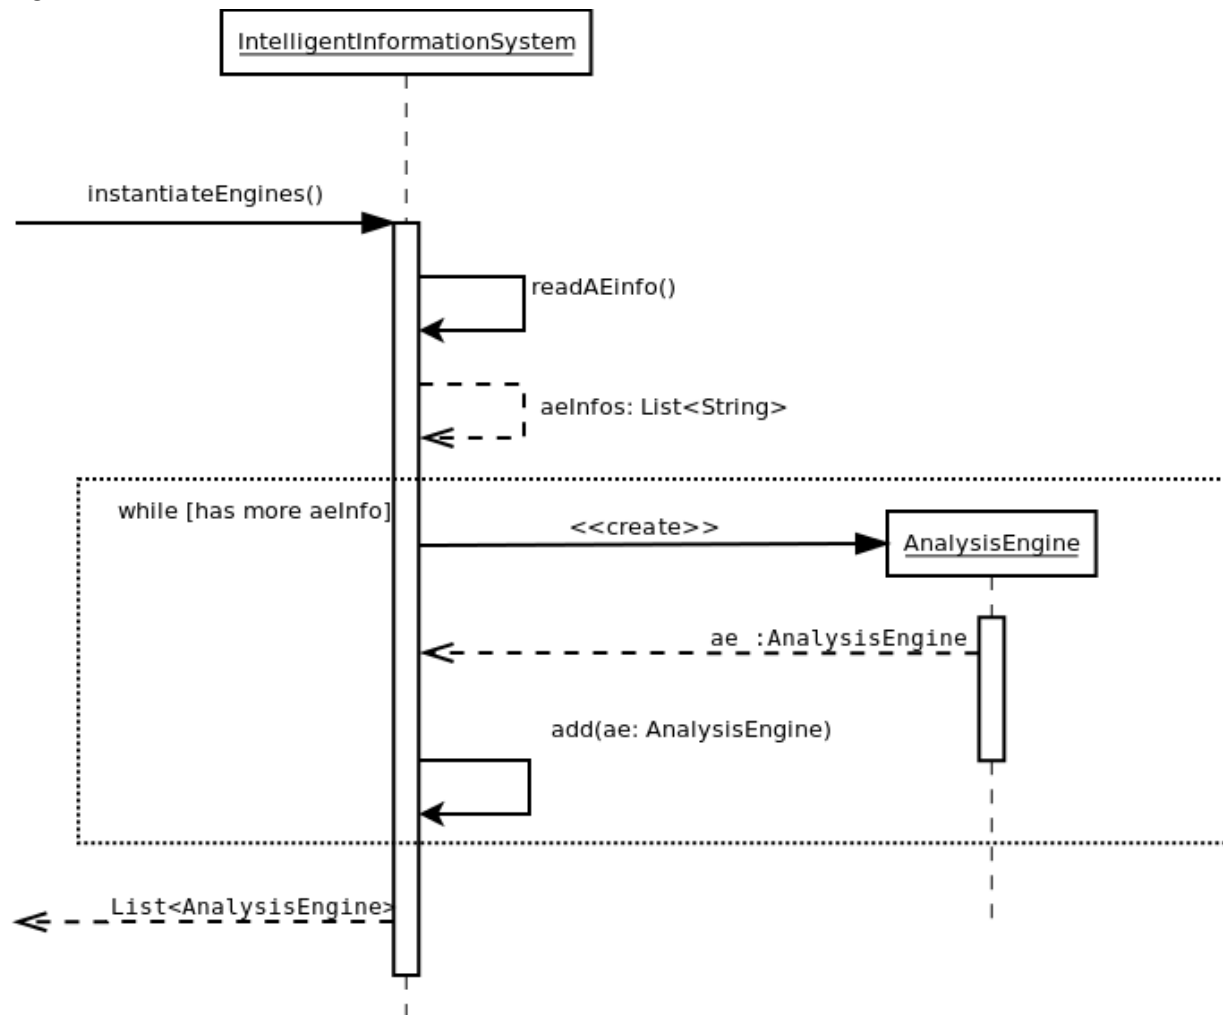 IntelligentInformationSystem
instantiateEngines()
readAEinfo()
aeInfos: List<String>
while [has more aeInfo]
<<create>>
AnalysisEngine
ae :AnalysisEngine
add(ae: AnalysisEngine)
List<AnalysisEngine>